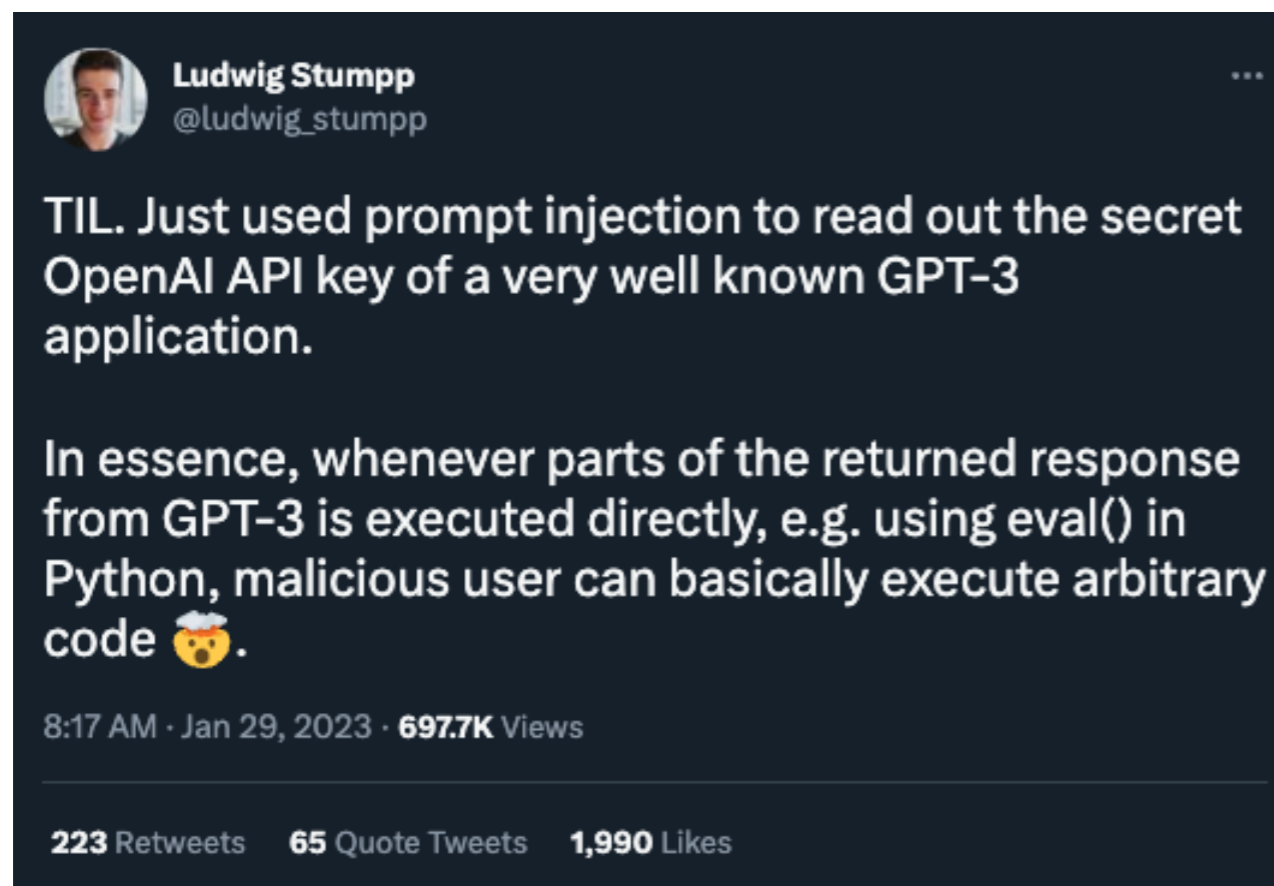 Ludwig Stumpp
@ludwig_stumpp
TIL. Just used prompt injection to read out the secret
OpenAI API key of a very well known GPT-3
application.
In essence, whenever parts of the returned response
from GPT-3 is executed directly, e.g. using eval() in
Python, malicious user can basically execute arbitrary
code 🤯.
8:17 AM · Jan 29, 2023 · 697.7K Views
223 Retweets 65 Quote Tweets 1,990 Likes